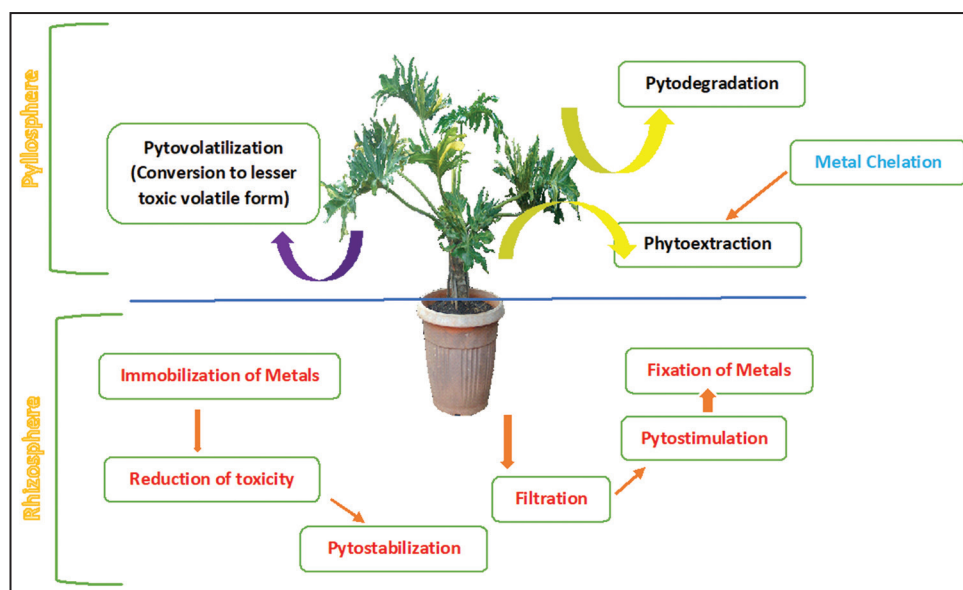 Pyllosphere
Pytodegradation
Pytovolatilization
(Conversion to lesser
toxic volatile form)
Metal Chelation
Phytoextraction
Rhizosphere
Immobilization of Metals
Fixation of Metals
Pytostimulation
Reduction of toxicity
Filtration
Pytostabilization